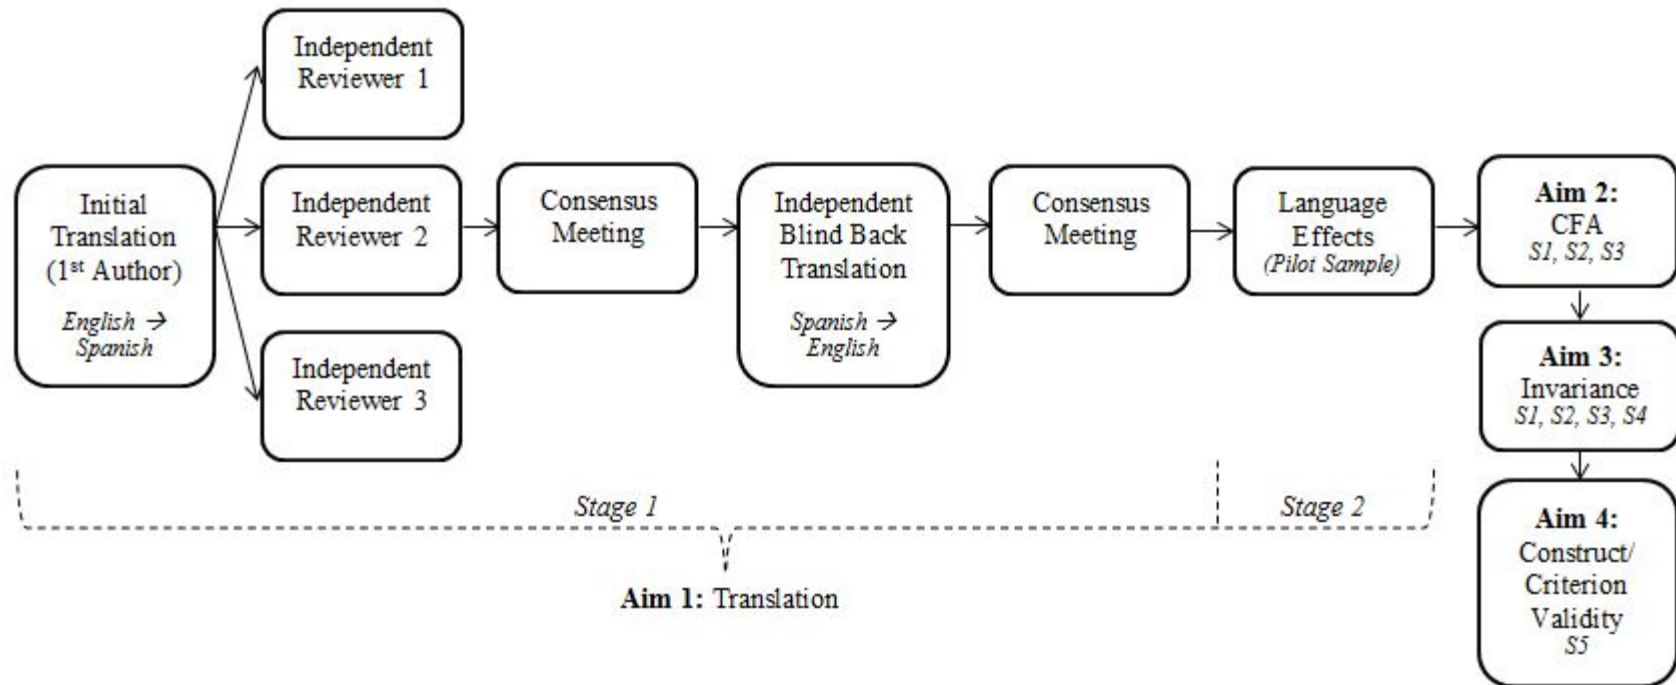 Independent
Reviewer 1
Initial
Translation
(1st Author)
English →
Spanish
Independent
Reviewer 2
Independent
Reviewer 3
Consensus
Meeting
Independent
Blind Back
Translation
Spanish →
English
Consensus
Meeting
Language
Effects
(Pilot Sample)
Aim 2:
CFA
S1, S2, S3
Aim 3:
Invariance
S1, S2, S3, S4
Aim 4:
Construct/
Criterion
Validity
S5
Stage 1
Stage 2
Aim 1: Translation